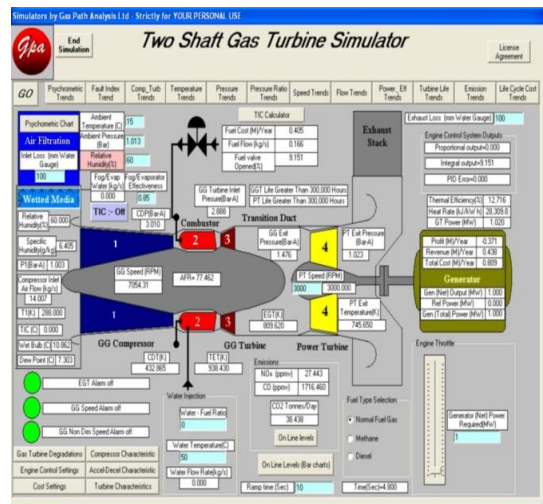 Simulators by Gas Path Analysis Ltd - Strictly for YOUR PERSONAL USE
Gpa
End Simulation
Two Shaft Gas Turbine Simulator
License Agreement
GO
Psychrometric Trends
Fault Index Trend
Comp_Turb Trends
Temperature Trends
Pressure Trends
Pressure Ratio Trends
Speed Trends
Flow Trends
Power_Eff Trends
Turbine Life Trends
Emission Trends
Life Cycle Cost Trends
Psychometric Chart
Ambient Temperature (C) 15
Ambient Pressure (Bar) 1.013
Relative Humidity(%) 60
Air Filtration
Inlet Loss (mm Water Gauge)
100
Fog/Evap Water(kg/s) 0.000
Fog/Evaporator Effectiveness 0.85
Wetted Media
TIC :- Off
CDP(Bar-A) 3.010
TIC Calculator
Fuel Cost (M)/Year 0.405
Fuel Flow (kg/s) 0.166
Fuel valve Opened(%) 9.151
GG Turbine Inlet Pressure(Bar-A) 2.888
GGT Life Greater Than 300,000 Hours
PT Life Greater Than 300,000 Hours
Exhaust Stack
Exhaust Loss (mm Water Gauge) 100
Engine Control System Outputs
Proportional output=0.000
Integral output=9.151
PID Error=0.000
Thermal Efficiency(%) 12.716
Heat Rate (kJ/kW h) 28,309.8
GT Power (MW) 1.020
Profit (M)/Year -0.371
Revenue (M)/Year 0.438
Total Cost (M)/Year 0.809
Generator
Gen (Net) Output (MW) 1.000
Ref Power (MW) 0.000
Gen (Total) Power (MW) 1.000
Relative Humidity(%) 60.000
Specific Humidity(g/kg) 6.405
P1(Bar-A) 1.003
Compressor Inlet Air Flow (kg/s) 14.007
T1(K) 288.000
TIC (C) 0.000
Wet Bulb (C) 10.862
Dew Point (C) 7.303
Combustor
Transition Duct
1
2
3
4
GG Exit Pressure(Bar-A) 1.476
PT Exit Pressure (Bar-A) 1.023
GG Speed (RPM) 7054.31
AFR= 77.462
PT Speed (RPM)
3000
3000.000
EGT(K) 809.620
PT Exit Temperature(K) 745.650
1
2
3
4
GG Compressor
GG Turbine
Power Turbine
CDT(K) 432.865
TET(K) 938.430
EGT Alarm off
GG Speed Alarm off
GG Non Dim Speed Alarm off
Water Injection
Water - Fuel Ratio
0
Water Temperature(C)
50
Water Flow Rate(kg/s)
0.000
Emissions
NOx (ppmv) 27.443
CO (ppmv) 1716.460
CO2 Tonnes/Day 38.438
On Line levels
On Line Levels (Bar charts)
Fuel Type Selection
Normal Fuel Gas
Methane
Diesel
Engine Throttle
Generator (Net) Power Required(MW)
1
Gas Turbine Degradations
Compressor Characteristic
Engine Control Settings
Accel-Decel Characteristic
Cost Settings
Turbine Characteristics
Ramp time (Sec) 10
Time(Sec)=4.800